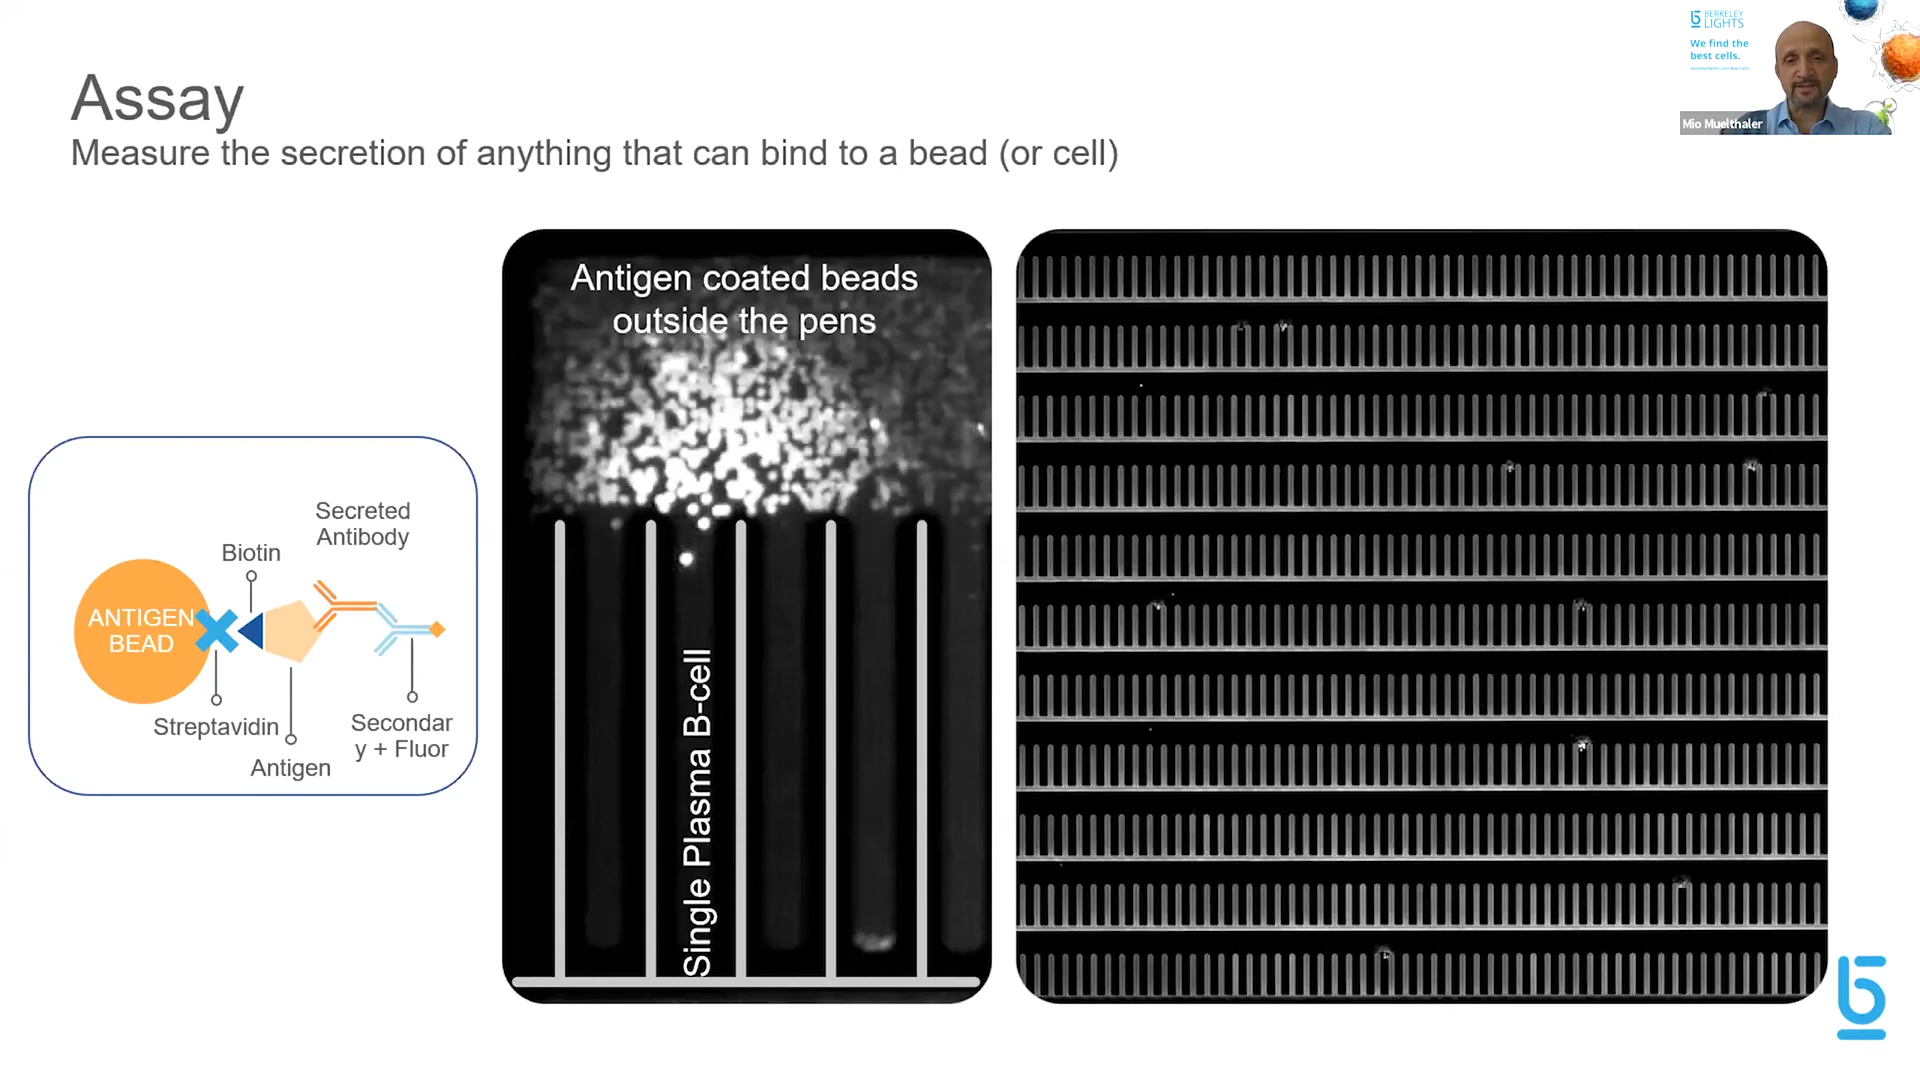 Assay
Measure the secretion of anything that can bind to a bead (or cell)
BERKELEY
LIGHTS
We find the
best cells.
Mio Muelthaler
Secreted
Antibody
Biotin
ANTIGEN
BEAD
Streptavidin
Secondar
y + Fluor
Antigen
Antigen coated beads
outside the pens
Single Plasma B-cell